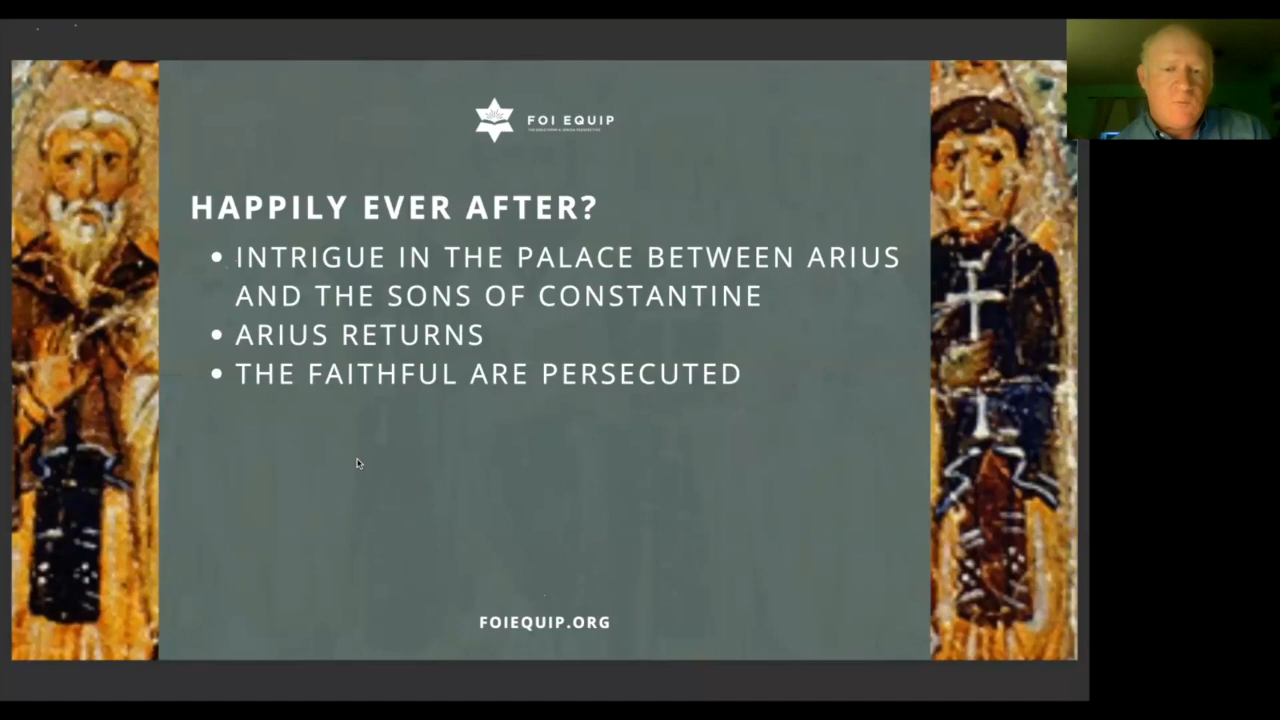 FOI EQUIP
HAPPILY EVER AFTER?
• INTRIGUE IN THE PALACE BETWEEN ARIUS
AND THE SONS OF CONSTANTINE
• ARIUS RETURNS
• THE FAITHFUL ARE PERSECUTED
FOIEQUIP.ORG